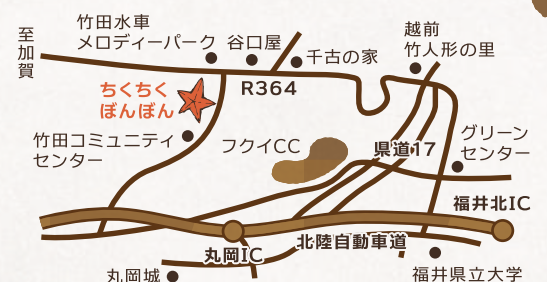 至加賀
竹田水車
メロディーパーク
谷口屋
千古の家
越前
竹人形の里
ちくちく
ぼんぼん
R364
竹田コミュニティ
センター
フクイCC
県道17
グリーン
センター
福井北IC
丸岡IC
北陸自動車道
丸岡城
福井県立大学